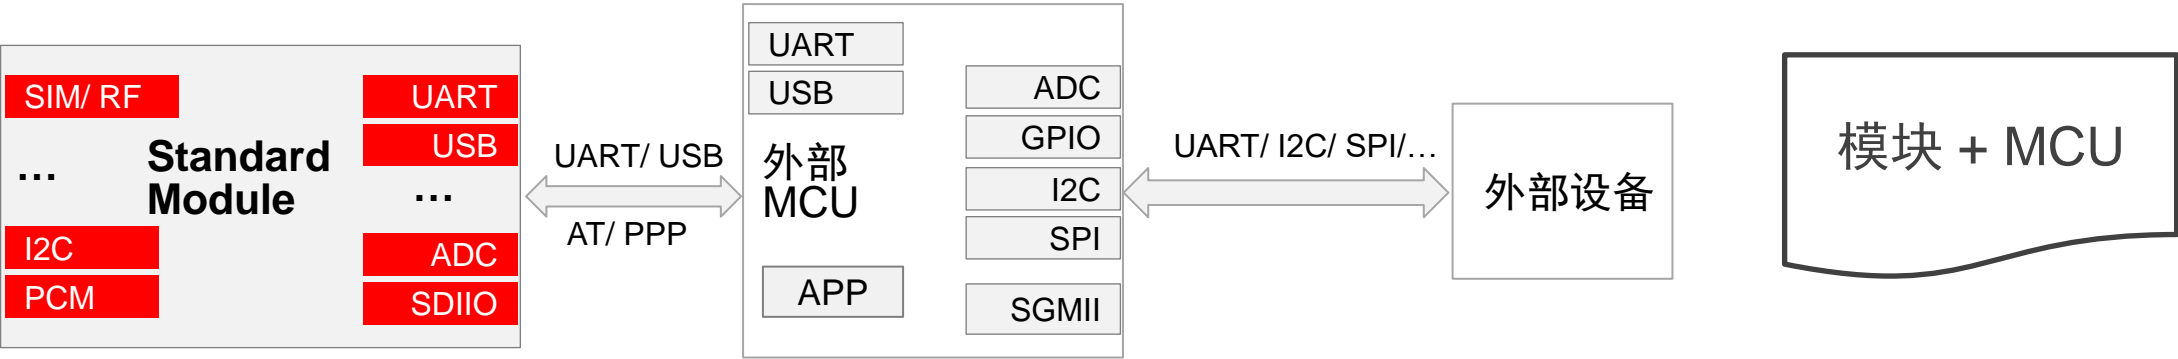 SIM/ RF
UART
USB
Standard
Module
...
...
I2C
PCM
ADC
SDIIO
UART/ USB
AT/ PPP
UART
USB
外部
MCU
APP
ADC
GPIO
I2C
SPI
SGMII
UART/ I2C/ SPI/...
外部设备
模块 + MCU